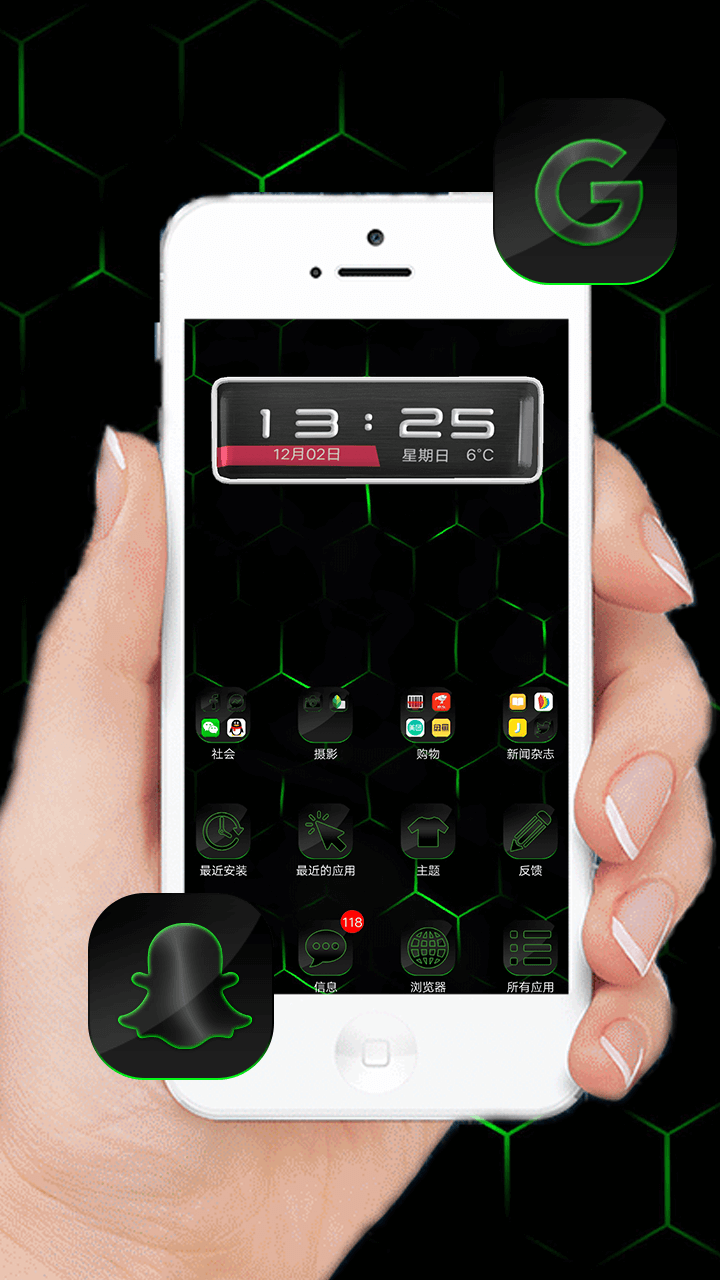 G
13:25
12月02日 星期日 6°C
社会 摄影 购物 新闻杂志
最近安装 最近的应用 主题 反馈
118
信息 浏览器 所有应用